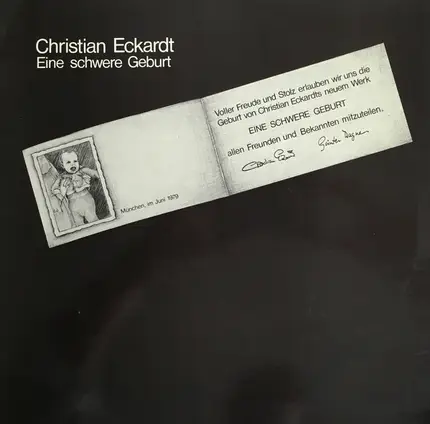 Christian Eckardt
Eine schwere Geburt
Voller Freude und Stolz erlauben wir uns die
Geburt von Christian Eckardts neuem Werk
EINE SCHWERE GEBURT
allen Freunden und Bekannten mitzuteilen.
München, im Juni 1979